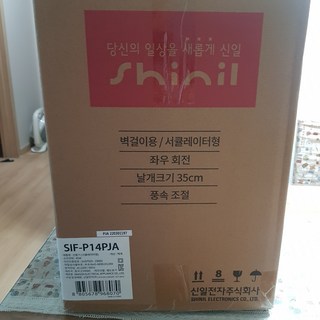 당신의 일상을 새롭게 신일
Shinil
벽걸이용 / 서큘레이터형
좌우 회전
날개크기 35cm
풍속 조절
SIF-P14PJA
8
신일전자주식회사
SHINIL ELECTRONICS CO., LTD.